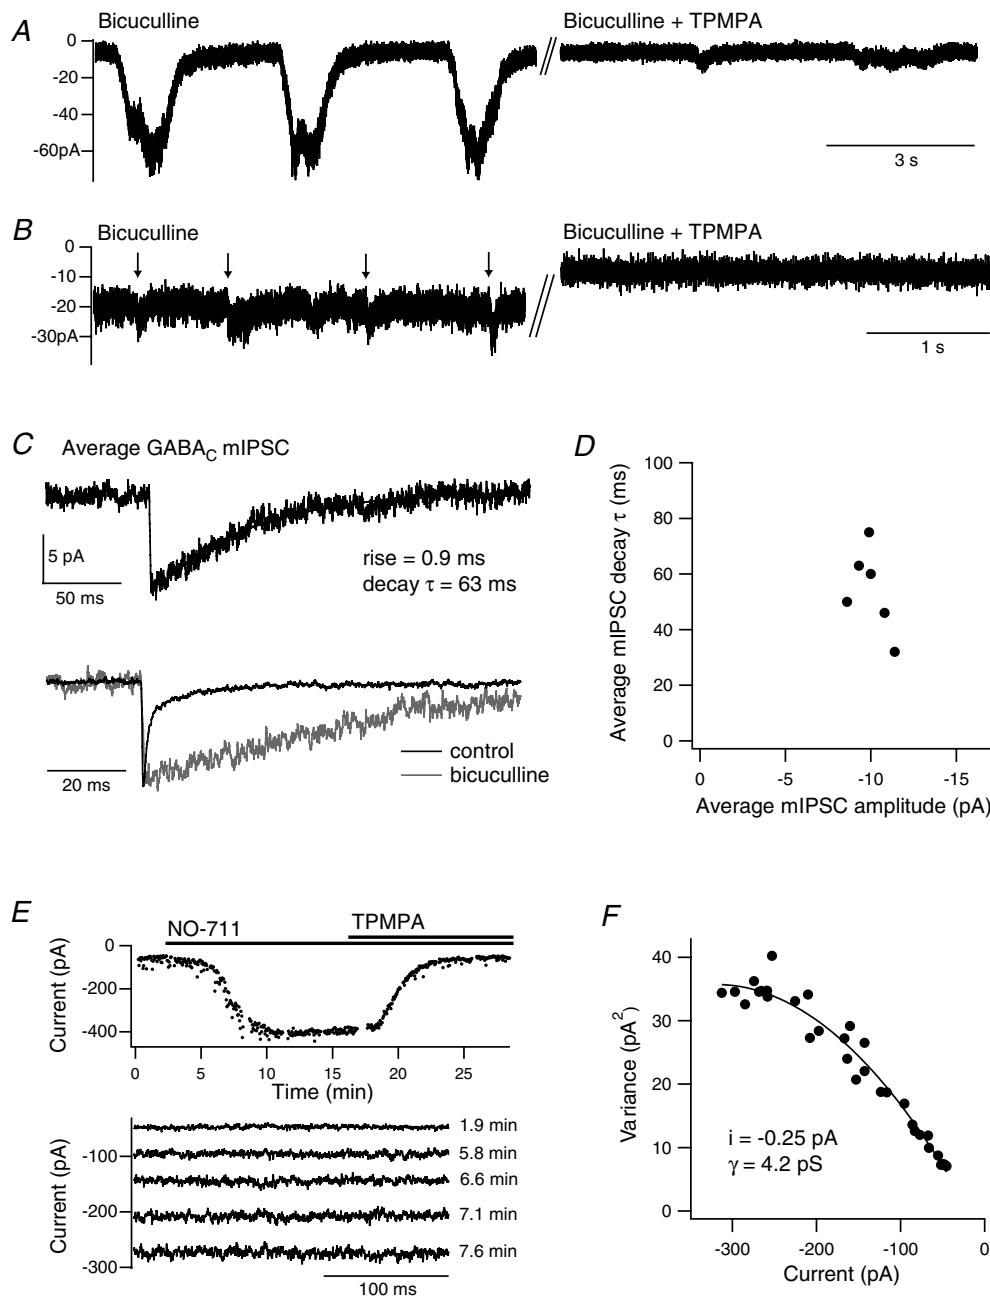 A
Bicuculline
Bicuculline + TPMPA
0
-20
-40
-60pA
3 s
B
Bicuculline
Bicuculline + TPMPA
0
-10
-20
-30pA
1 s
C
Average GABA_C mIPSC
5 pA
50 ms
rise = 0.9 ms
decay τ = 63 ms
control
bicuculline
20 ms
D
Average mIPSC decay τ (ms)
100
80
60
40
20
0
0 -5 -10 -15
Average mIPSC amplitude (pA)
E
NO-711
TPMPA
Current (pA)
0
-200
-400
0 5 10 15 20 25
Time (min)
Current (pA)
-100
-200
-300
1.9 min
5.8 min
6.6 min
7.1 min
7.6 min
100 ms
F
Variance (pA²)
40
30
20
10
0
i = -0.25 pA
γ = 4.2 pS
-300 -200 -100 0
Current (pA)